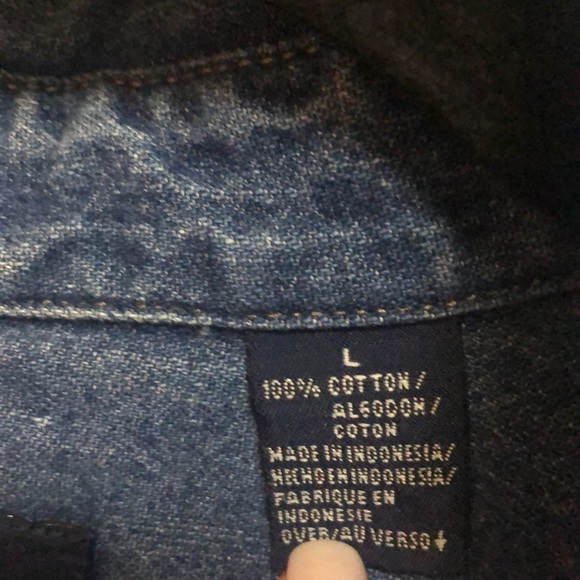 L
100% COTTON/
ALGODON/
COTON
MADE IN INDONESIA/
HECHO EN INDONESIA/
FABRIQUE EN
INDONESIE
OVER/AU VERSO